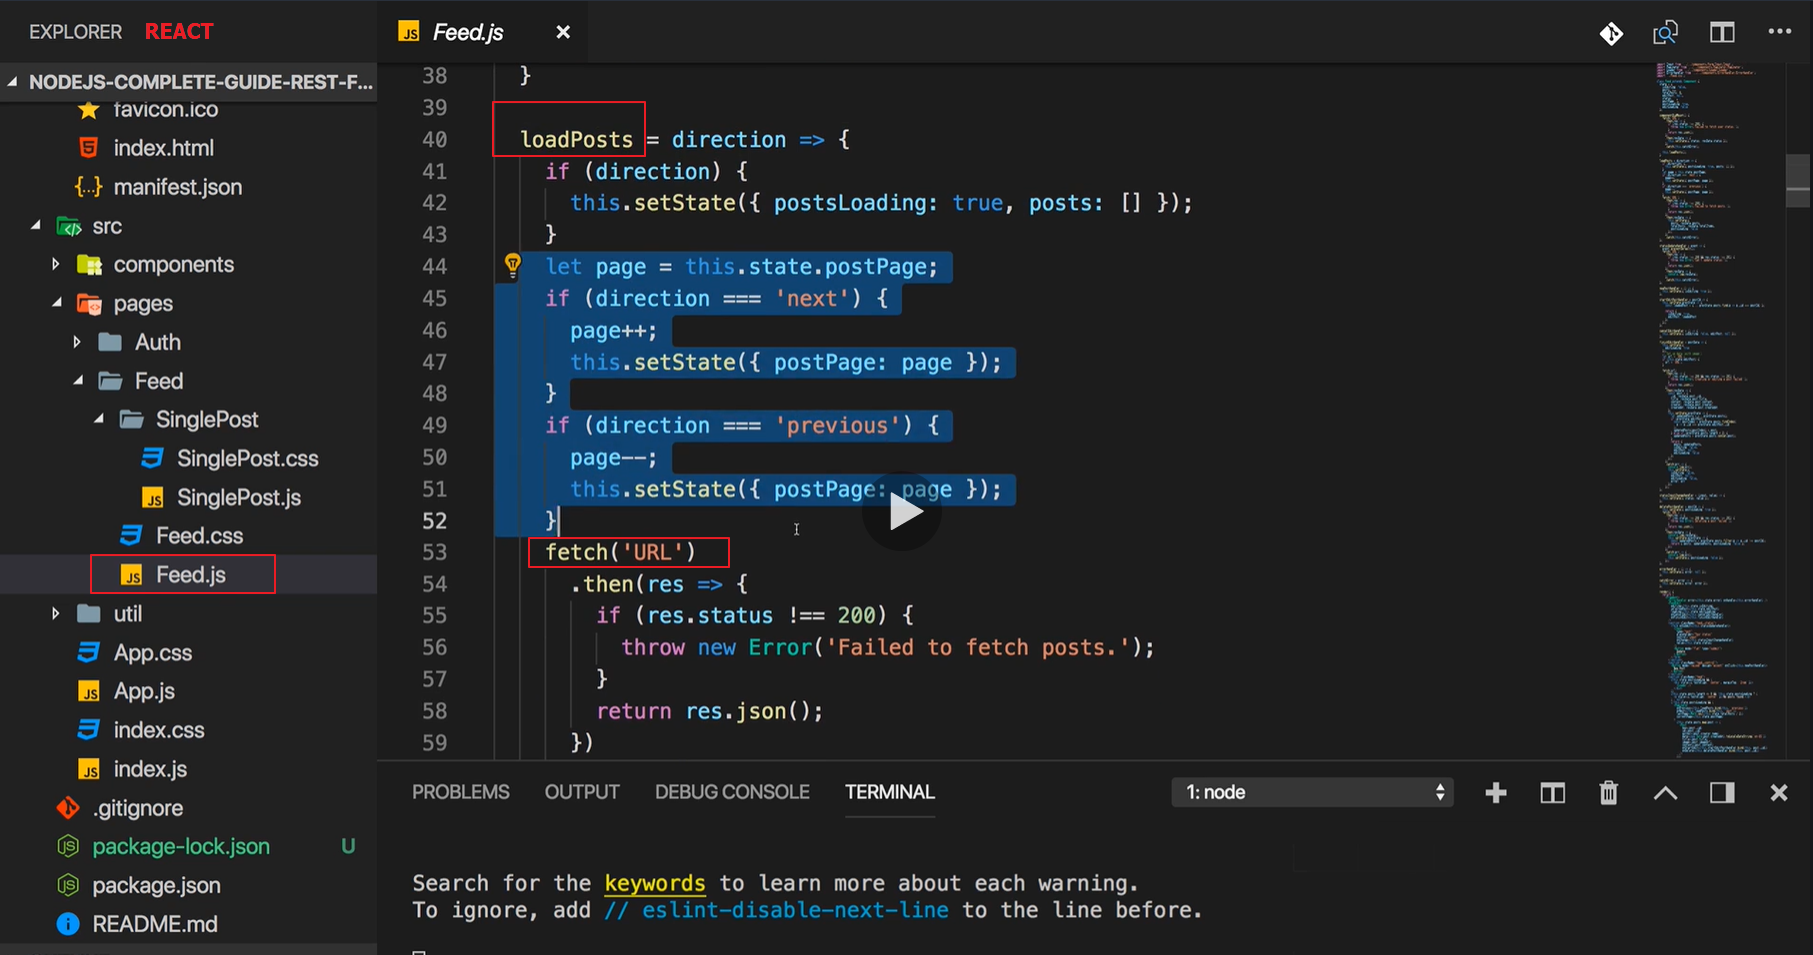 EXPLORER REACT
NODEJS-COMPLETE-GUIDE-REST-F...
favicon.ico
index.html
manifest.json
src
components
pages
Auth
Feed
SinglePost
SinglePost.css
SinglePost.js
Feed.css
Feed.js
util
App.css
App.js
index.css
index.js
.gitignore
package-lock.json U
package.json
README.md
Feed.js
38 }
39
40 loadPosts = direction => {
41 if (direction) {
42 this.setState({ postsLoading: true, posts: [] });
43 }
44 let page = this.state.postPage;
45 if (direction === 'next') {
46 page++;
47 this.setState({ postPage: page });
48 }
49 if (direction === 'previous') {
50 page--;
51 this.setState({ postPage: page });
52 }
53 fetch('URL')
54 .then(res => {
55 if (res.status !== 200) {
56 throw new Error('Failed to fetch posts.');
57 }
58 return res.json();
59 })
PROBLEMS OUTPUT DEBUG CONSOLE TERMINAL 1: node
Search for the keywords to learn more about each warning.
To ignore, add // eslint-disable-next-line to the line before.